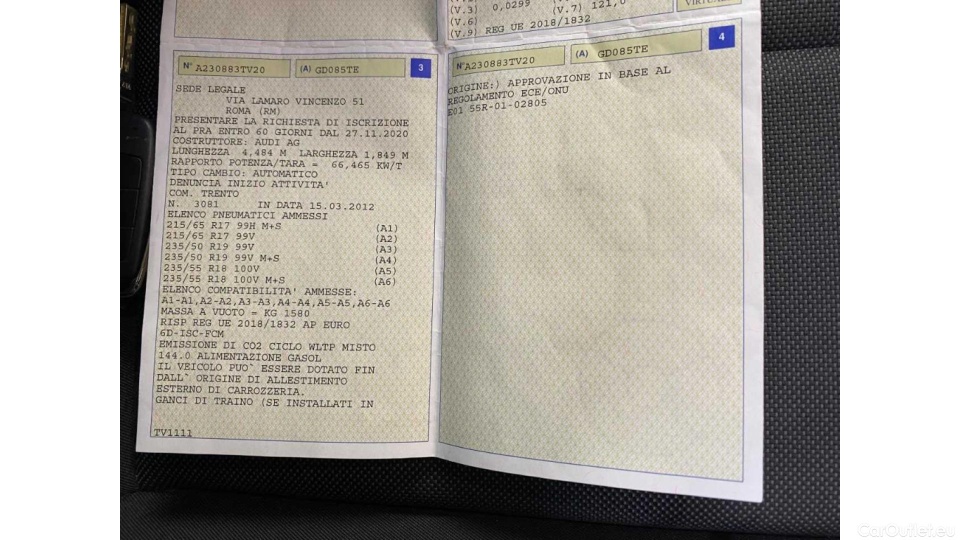 (V.3) 0,0299
(V.7) 121,0
(V.6)
(V.9) REG UE 2018/1832
N° A230883TV20 (A) GD085TE 3
SEDE LEGALE
VIA LAMARO VINCENZO 51
ROMA (RM)
PRESENTARE LA RICHIESTA DI ISCRIZIONE
AL PRA ENTRO 60 GIORNI DAL 27.11.2020
COSTRUTTORE: AUDI AG
LUNGHEZZA 4,484 M LARGHEZZA 1,849 M
RAPPORTO POTENZA/TARA = 66,465 KW/T
TIPO CAMBIO: AUTOMATICO
DENUNCIA INIZIO ATTIVITA'
COM. TRENTO
N. 3081 IN DATA 15.03.2012
ELENCO PNEUMATICI AMMESSI
215/65 R17 99H M+S (A1)
215/65 R17 99V (A2)
235/50 R19 99V (A3)
235/50 R19 99V M+S (A4)
235/55 R18 100V (A5)
235/55 R18 100V M+S (A6)
ELENCO COMPATIBILITA' AMMESSE:
A1-A1,A2-A2,A3-A3,A4-A4,A5-A5,A6-A6
MASSA A VUOTO = KG 1580
RISP REG UE 2018/1832 AP EURO
6D-ISC-FCM
EMISSIONE DI CO2 CICLO WLTP MISTO
144.0 ALIMENTAZIONE GASOL
IL VEICOLO PUO` ESSERE DOTATO FIN
DALL` ORIGINE DI ALLESTIMENTO
ESTERNO DI CARROZZERIA.
GANCI DI TRAINO (SE INSTALLATI IN
TV1111
N° A230883TV20 (A) GD085TE 4
ORIGINE:) APPROVAZIONE IN BASE AL
REGOLAMENTO ECE/ONU
E01 55R-01-02805
CarOutlet.eu